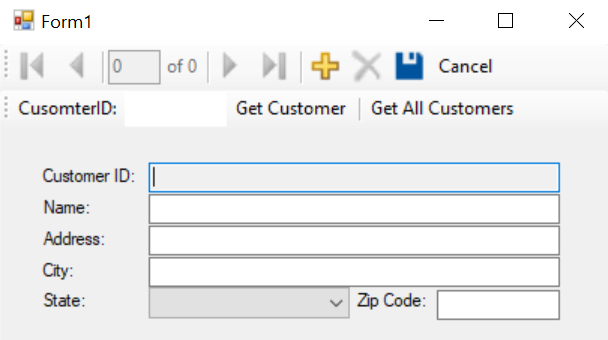 Form1
0 of 0 Cancel
CusomterID: Get Customer Get All Customers
Customer ID:
Name:
Address:
City:
State: Zip Code: